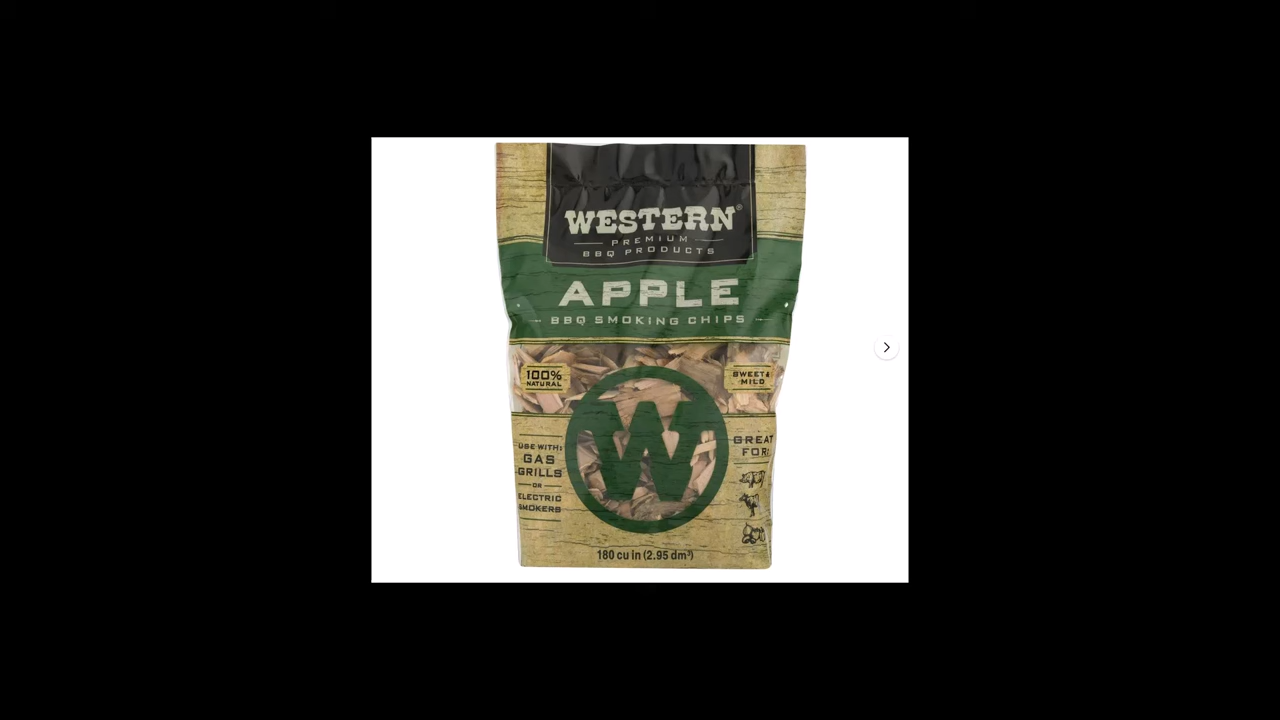 WESTERN®
PREMIUM
BBQ PRODUCTS
APPLE
BBQ SMOKING CHIPS
100%
NATURAL
SWEET &
MILD
W
USE WITH:
GAS
GRILLS
OR
ELECTRIC
SMOKERS
GREAT
FOR:
180 cu in (2.95 dm³)